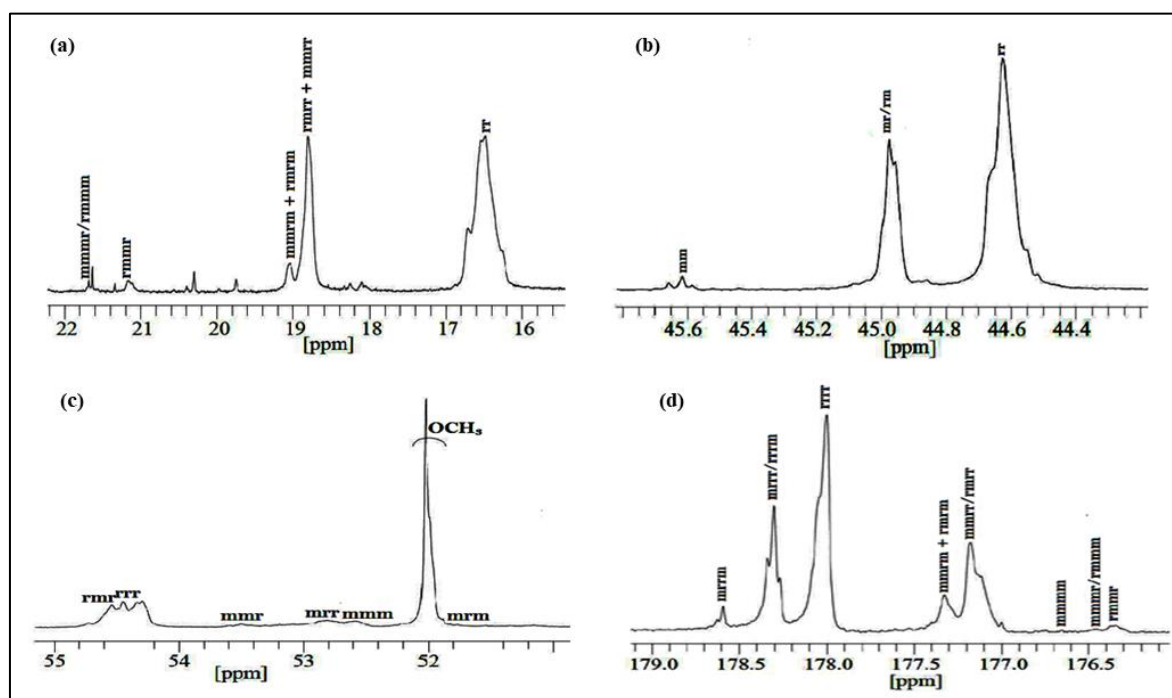 (a)
mmmr/rmmm
rmmr
mmrm + rmrm
rmrr + mmrr
rr
22 21 20 19 18 17 16
[ppm]
(b)
mm
mr/rm
rr
45.6 45.4 45.2 45.0 44.8 44.6 44.4
[ppm]
(c)
OCH₃
rmr rrr mmr mrr mmm mrm
55 54 53 52
[ppm]
(d)
mrrm
mrrr/rrrm
rrrr
mmrm + rmrm
mmrr/rmrr
mmmm
mmmr/rmmm
rmmr
179.0 178.5 178.0 177.5 177.0 176.5
[ppm]